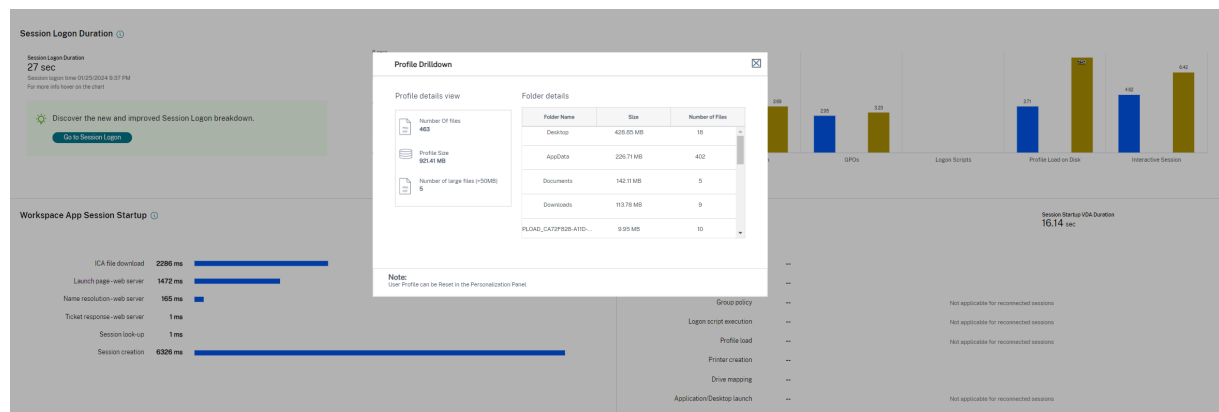 Session Logon Duration
Session Logon Duration
27 sec
Session logon time 01/25/2024 9:37 PM
For more info hover on the chart
Discover the new and improved Session Logon breakdown.
Go to Session Logon
Profile Drilldown
Profile details view
Number Of files
463
Profile Size
921.41 MB
Number of large files (>50MB)
5
Folder details
Folder Name Size Number of Files
Desktop 428.85 MB 18
AppData 226.71 MB 402
Documents 142.11 MB 5
Downloads 113.78 MB 9
PLOAD_CA72F82B-A11D-... 9.95 MB 10
Note:
User Profile can be Reset in the Personalization Panel
2.95 3.23 3.71 4.92 6.42
GPOs Logon Scripts Profile Load on Disk Interactive Session
Workspace App Session Startup
ICA file download 2286 ms
Launch page - web server 1472 ms
Name resolution - web server 165 ms
Ticket response - web server 1 ms
Session look-up 1 ms
Session creation 6326 ms
Session Startup VDA Duration
16.14 sec
--
--
Group policy -- Not applicable for reconnected sessions
Logon script execution -- Not applicable for reconnected sessions
Profile load -- Not applicable for reconnected sessions
Printer creation --
Drive mapping --
Application/Desktop launch -- Not applicable for reconnected sessions